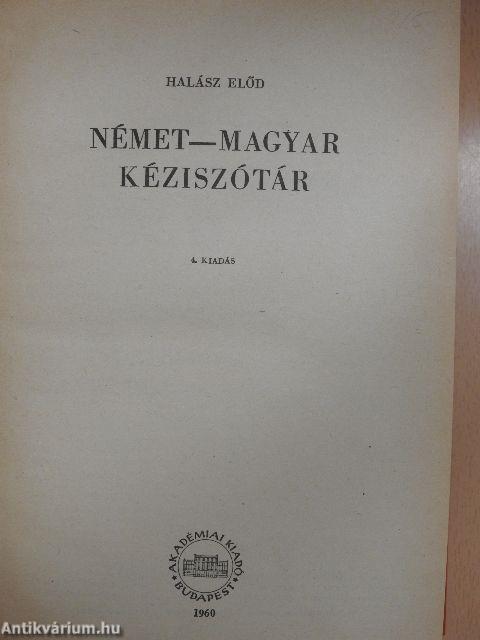 HALÁSZ ELŐD
NÉMET—MAGYAR
KÉZISZÓTÁR
4. KIADÁS
AKADÉMIAI KIADÓ
BUDAPEST
1960
Antikvárium.hu